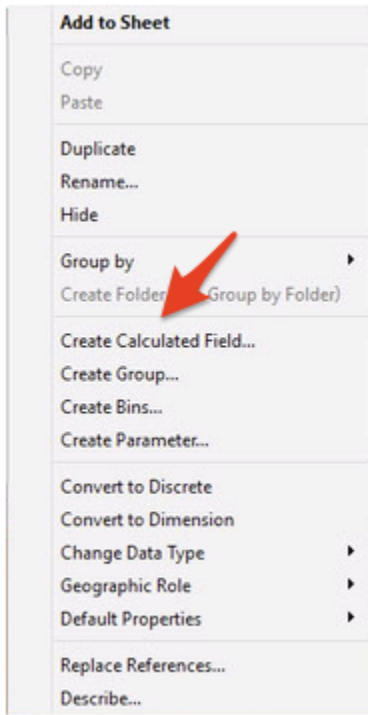 Add to Sheet
Copy
Paste
Duplicate
Rename...
Hide
Group by
Create Folder Group by Folder)
Create Calculated Field...
Create Group...
Create Bins...
Create Parameter...
Convert to Discrete
Convert to Dimension
Change Data Type
Geographic Role
Default Properties
Replace References...
Describe...